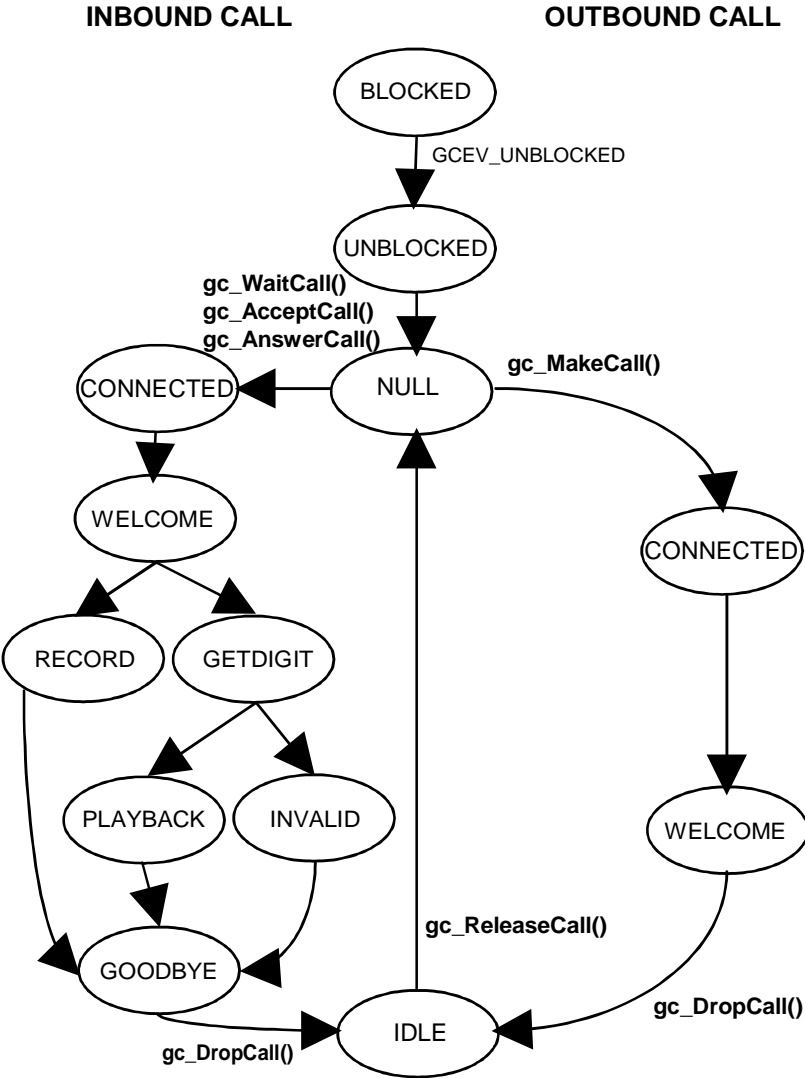 INBOUND CALL
OUTBOUND CALL
BLOCKED
GCEV_UNBLOCKED
UNBLOCKED
gc_WaitCall()
gc_AcceptCall()
gc_AnswerCall()
gc_MakeCall()
CONNECTED
NULL
WELCOME
CONNECTED
RECORD
GETDIGIT
PLAYBACK
INVALID
WELCOME
gc_ReleaseCall()
GOODBYE
gc_DropCall()
IDLE
gc_DropCall()